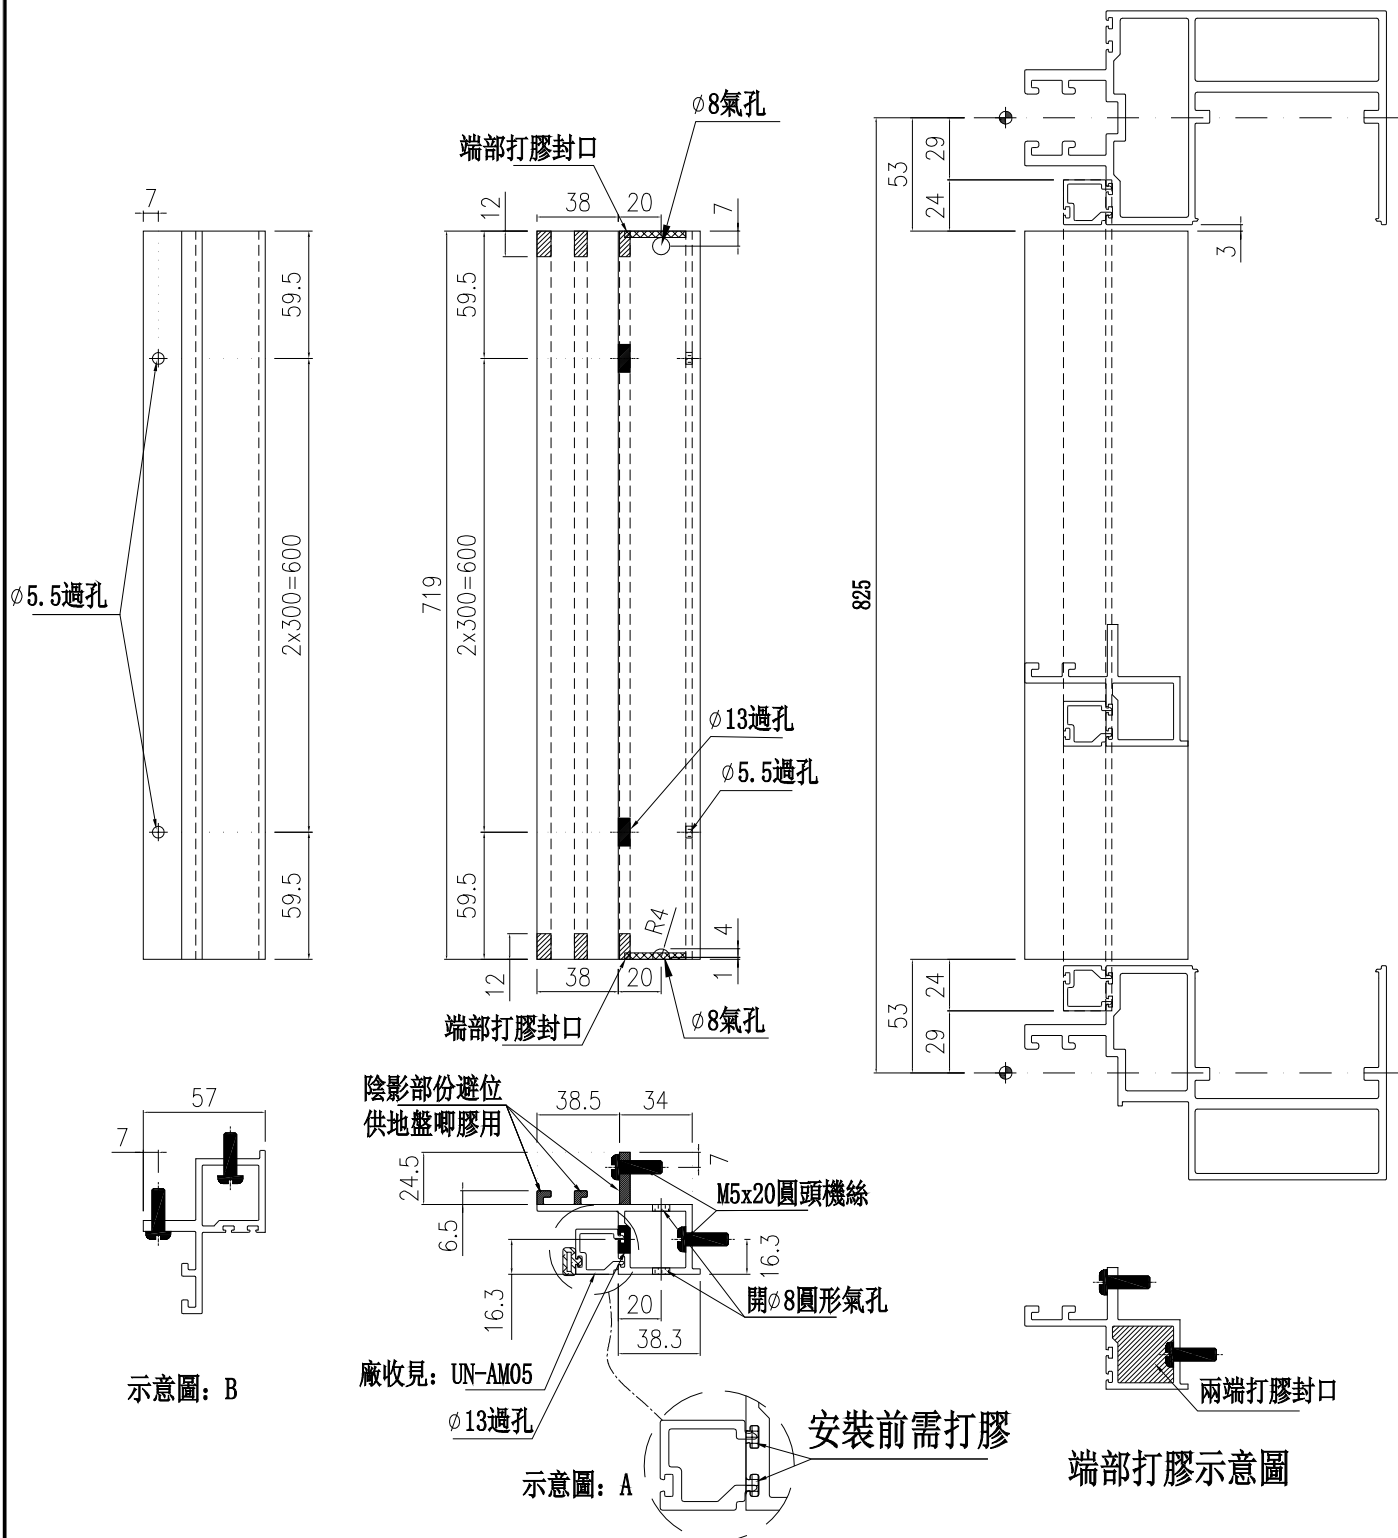 ⌀8氣孔
端部打膠封口
7
12
38
20
7
59.5
59.5
2x300=600
719
2x300=600
⌀5.5過孔
⌀13過孔
⌀5.5過孔
59.5
59.5
R4
4
1
12
38
20
端部打膠封口
⌀8氣孔
53
29
24
3
825
53
24
29
57
7
示意圖: B
陰影部份避位
供地盤唧膠用
38.5
34
7
24.5
6.5
M5x20圓頭機絲
16.3
16.3
20
38.3
開⌀8圓形氣孔
廠收見: UN-AM05
⌀13過孔
安裝前需打膠
示意圖: A
兩端打膠封口
端部打膠示意圖